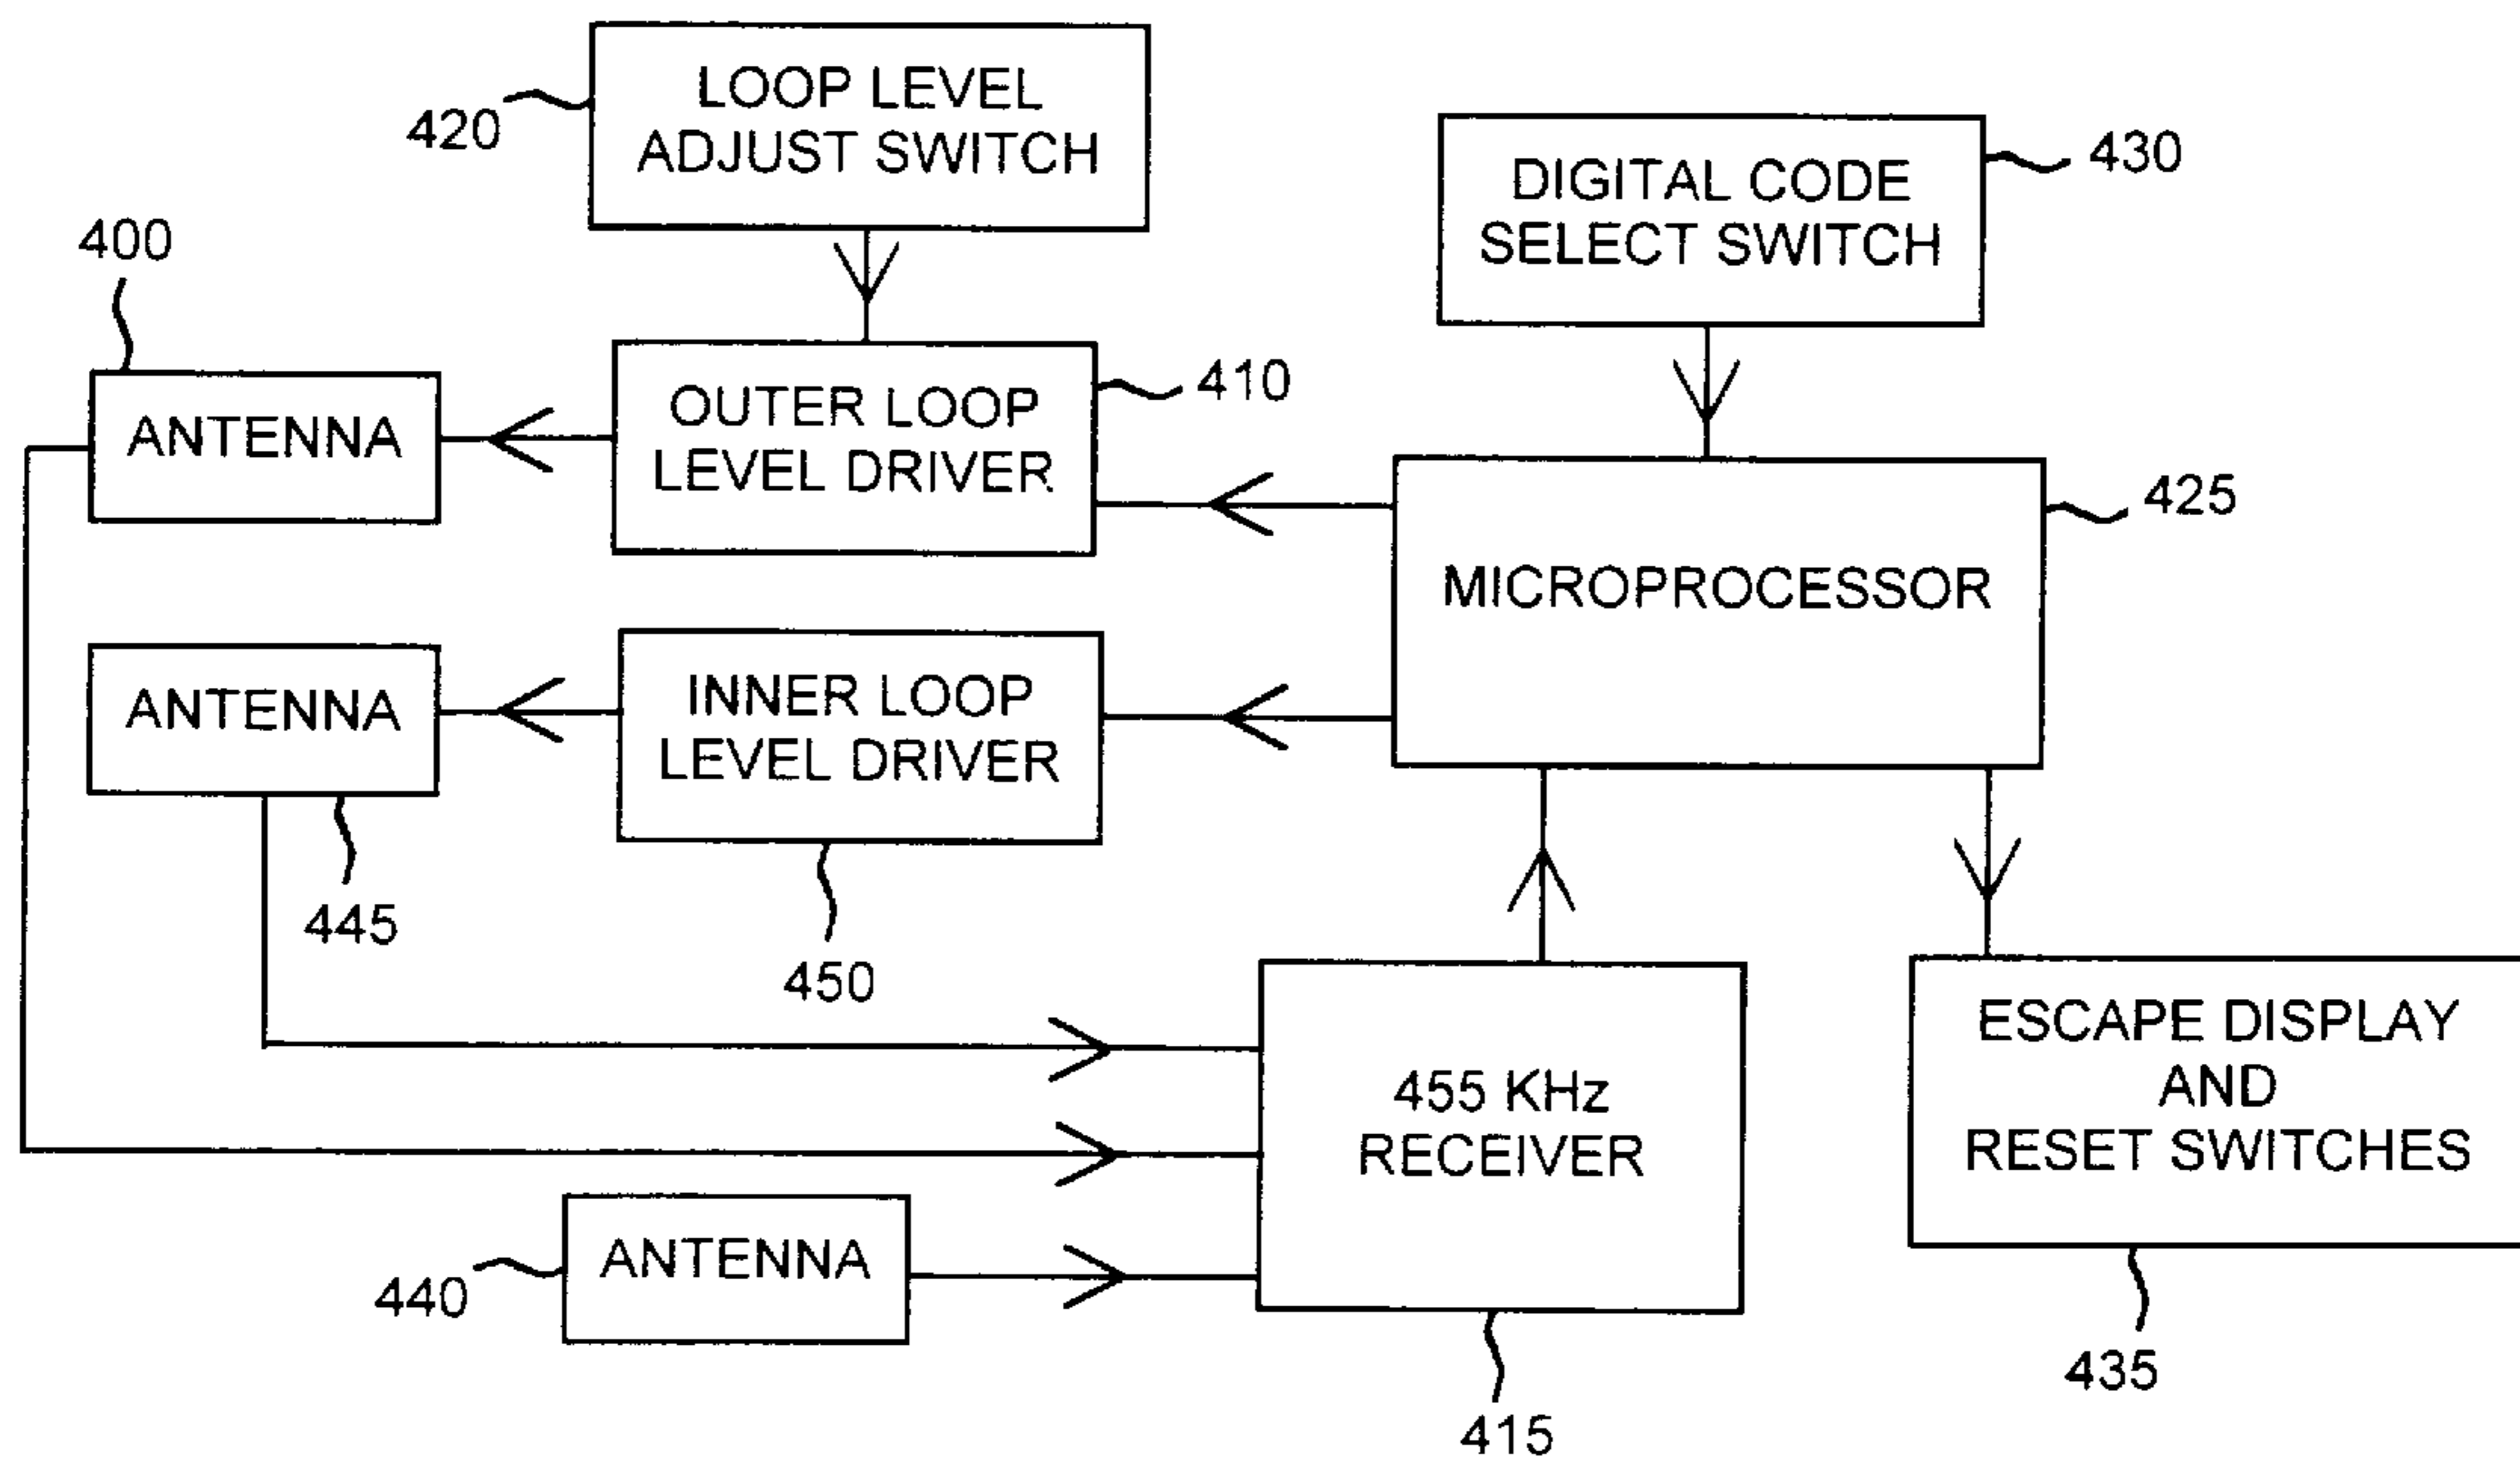 LOOP LEVEL
ADJUST SWITCH
420
DIGITAL CODE
SELECT SWITCH
430
400
ANTENNA
OUTER LOOP
LEVEL DRIVER
410
MICROPROCESSOR
425
ANTENNA
445
INNER LOOP
LEVEL DRIVER
450
455 KHz
RECEIVER
415
ESCAPE DISPLAY
AND
RESET SWITCHES
435
ANTENNA
440